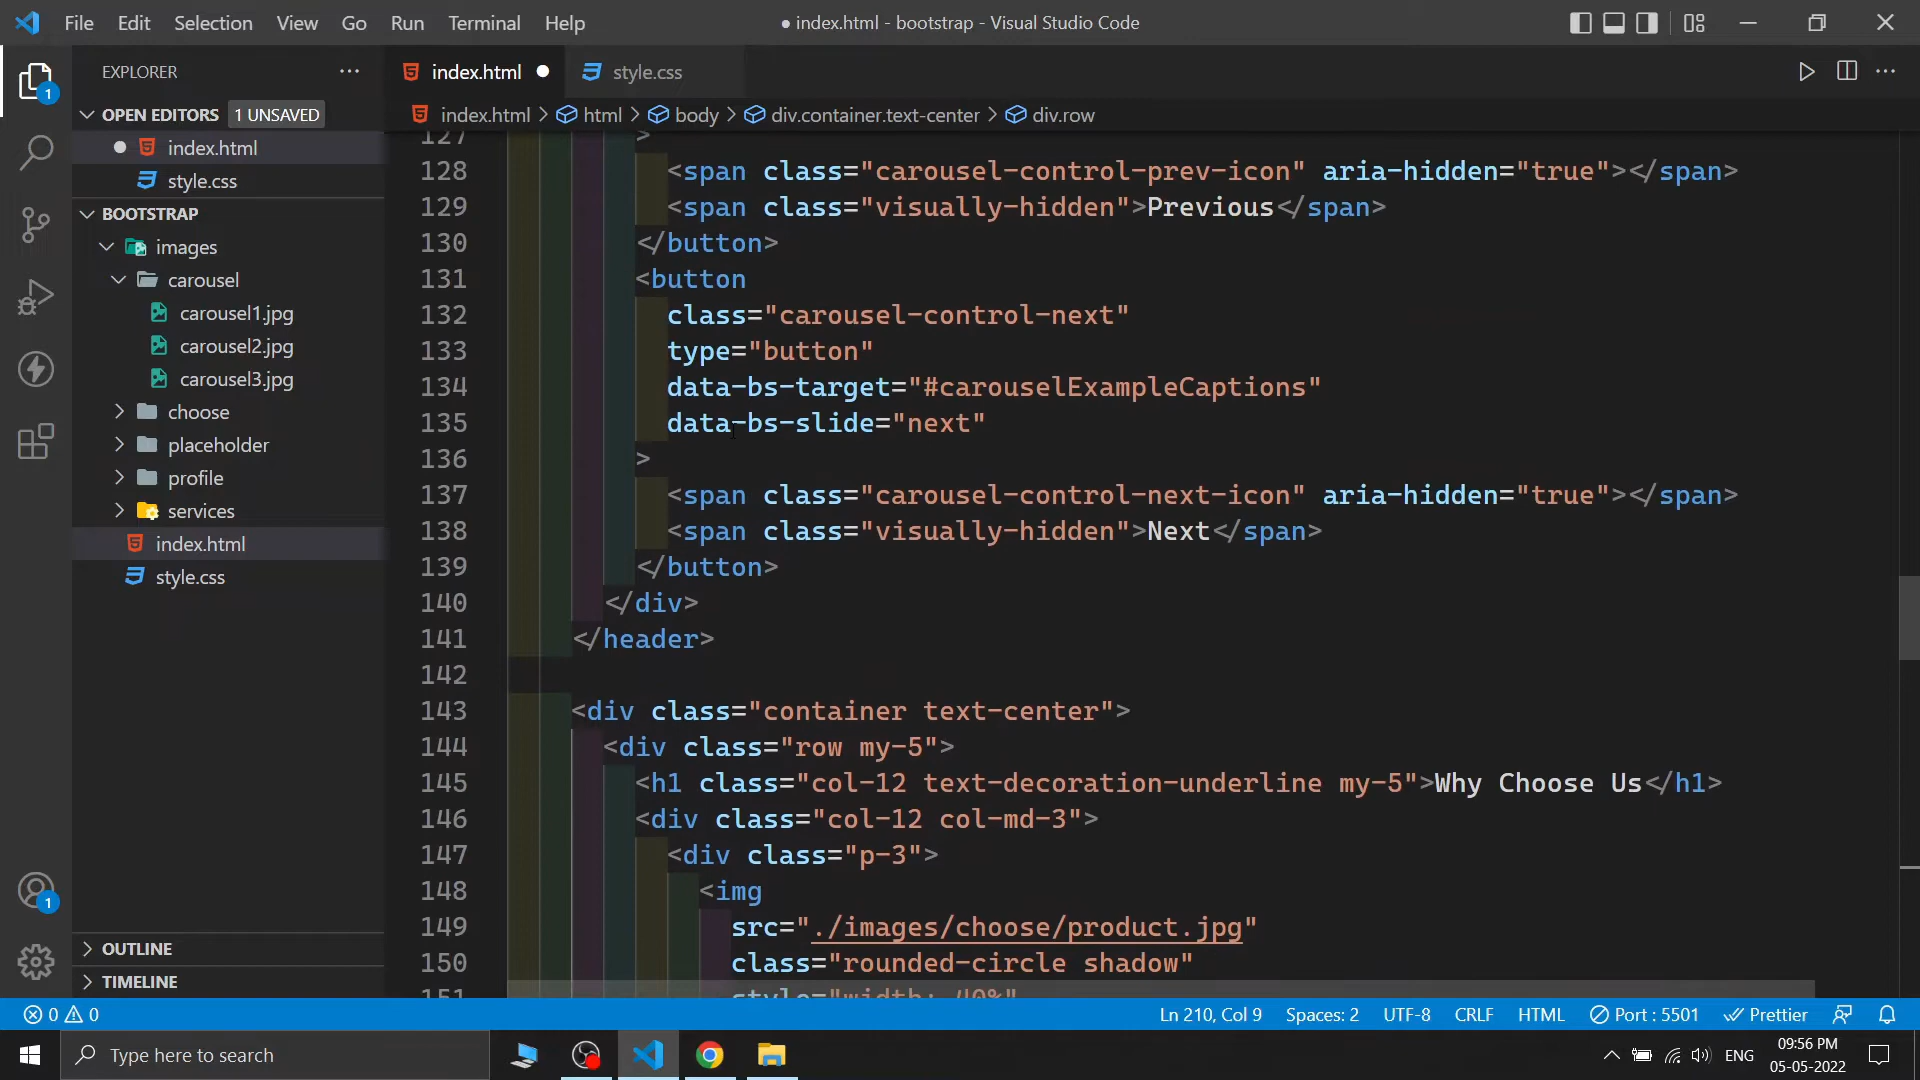 File Edit Selection View Go Run Terminal Help
● index.html - bootstrap - Visual Studio Code
EXPLORER
index.html
style.css
OPEN EDITORS 1 UNSAVED
index.html > html > body > div.container.text-center > div.row
index.html
style.css
BOOTSTRAP
images
carousel
carousel1.jpg
carousel2.jpg
carousel3.jpg
choose
placeholder
profile
services
index.html
style.css
OUTLINE
TIMELINE
127 >
128 <span class="carousel-control-prev-icon" aria-hidden="true"></span>
129 <span class="visually-hidden">Previous</span>
130 </button>
131 <button
132 class="carousel-control-next"
133 type="button"
134 data-bs-target="#carouselExampleCaptions"
135 data-bs-slide="next"
136 >
137 <span class="carousel-control-next-icon" aria-hidden="true"></span>
138 <span class="visually-hidden">Next</span>
139 </button>
140 </div>
141 </header>
142
143 <div class="container text-center">
144 <div class="row my-5">
145 <h1 class="col-12 text-decoration-underline my-5">Why Choose Us</h1>
146 <div class="col-12 col-md-3">
147 <div class="p-3">
148 <img
149 src="./images/choose/product.jpg"
150 class="rounded-circle shadow"
151 style="width: 40%"
1
1
0 0
Ln 210, Col 9 Spaces: 2 UTF-8 CRLF HTML Port : 5501 Prettier
Type here to search
ENG
09:56 PM
05-05-2022